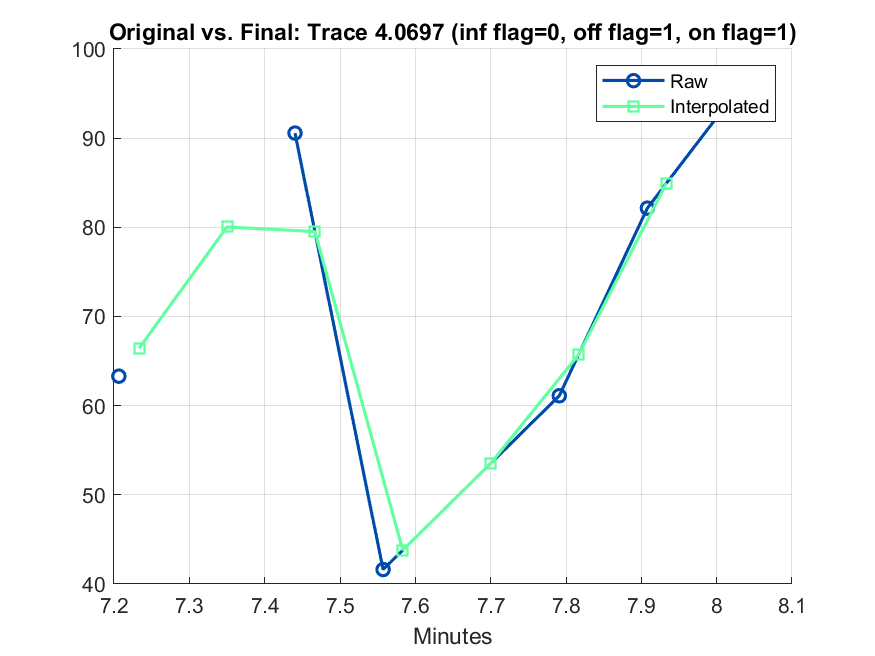 Original vs. Final: Trace 4.0697 (inf flag=0, off flag=1, on flag=1)
100
90
80
70
60
50
40
Raw
Interpolated
7.2 7.3 7.4 7.5 7.6 7.7 7.8 7.9 8 8.1
Minutes